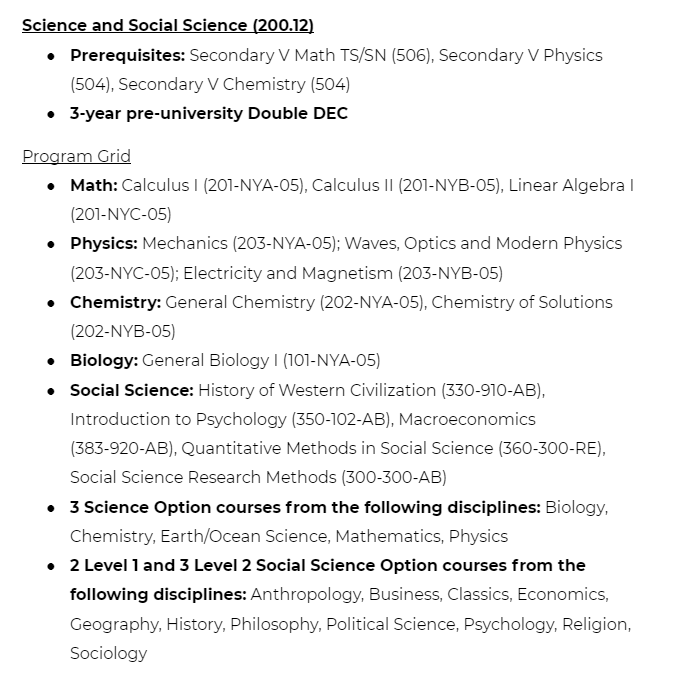 Science and Social Science (200.12)
● Prerequisites: Secondary V Math TS/SN (506), Secondary V Physics
(504), Secondary V Chemistry (504)
● 3-year pre-university Double DEC
Program Grid
● Math: Calculus I (201-NYA-05), Calculus II (201-NYB-05), Linear Algebra I
(201-NYC-05)
● Physics: Mechanics (203-NYA-05); Waves, Optics and Modern Physics
(203-NYC-05); Electricity and Magnetism (203-NYB-05)
● Chemistry: General Chemistry (202-NYA-05), Chemistry of Solutions
(202-NYB-05)
● Biology: General Biology I (101-NYA-05)
● Social Science: History of Western Civilization (330-910-AB),
Introduction to Psychology (350-102-AB), Macroeconomics
(383-920-AB), Quantitative Methods in Social Science (360-300-RE),
Social Science Research Methods (300-300-AB)
● 3 Science Option courses from the following disciplines: Biology,
Chemistry, Earth/Ocean Science, Mathematics, Physics
● 2 Level 1 and 3 Level 2 Social Science Option courses from the
following disciplines: Anthropology, Business, Classics, Economics,
Geography, History, Philosophy, Political Science, Psychology, Religion,
Sociology